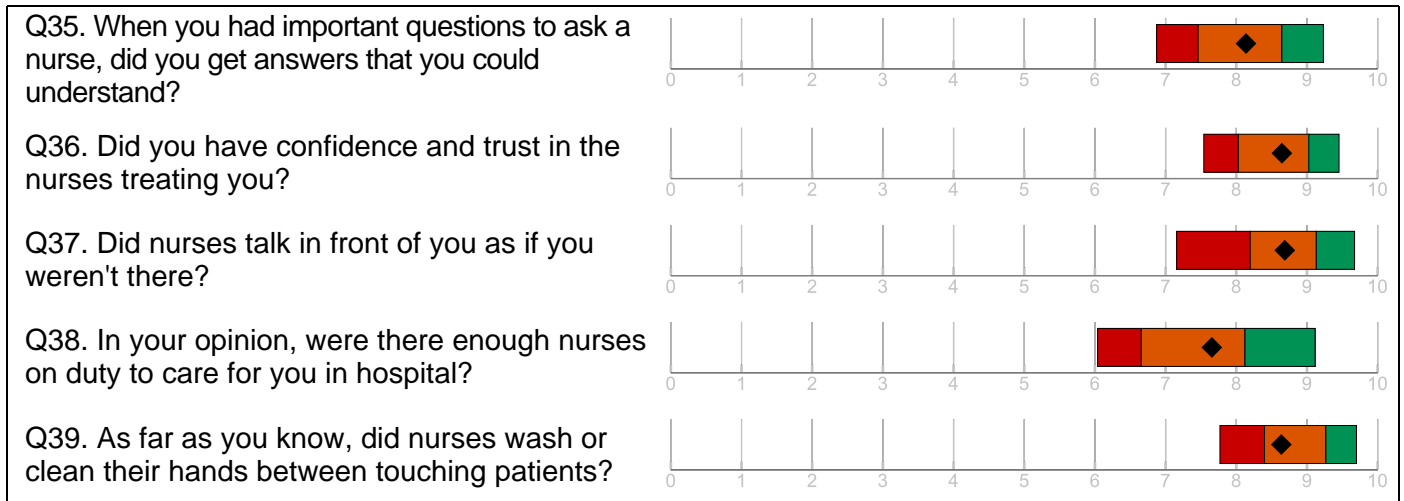 Q35. When you had important questions to ask a
nurse, did you get answers that you could
understand?
0 1 2 3 4 5 6 7 8 9 10
Q36. Did you have confidence and trust in the
nurses treating you?
0 1 2 3 4 5 6 7 8 9 10
Q37. Did nurses talk in front of you as if you
weren't there?
0 1 2 3 4 5 6 7 8 9 10
Q38. In your opinion, were there enough nurses
on duty to care for you in hospital?
0 1 2 3 4 5 6 7 8 9 10
Q39. As far as you know, did nurses wash or
clean their hands between touching patients?
0 1 2 3 4 5 6 7 8 9 10